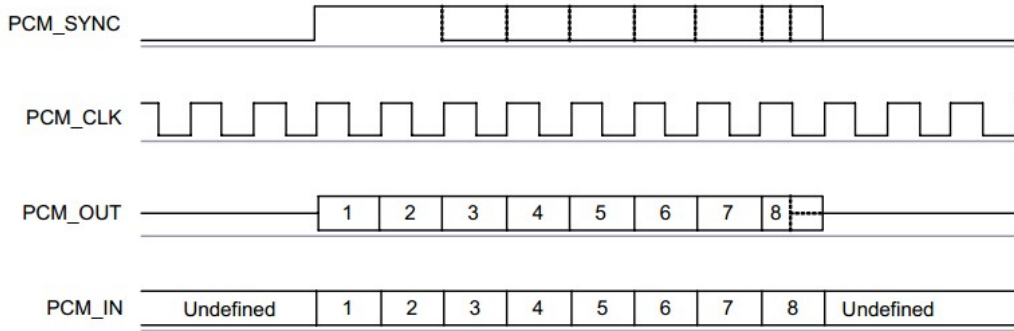 PCM_SYNC
PCM_CLK
PCM_OUT 1 2 3 4 5 6 7 8
PCM_IN Undefined 1 2 3 4 5 6 7 8 Undefined